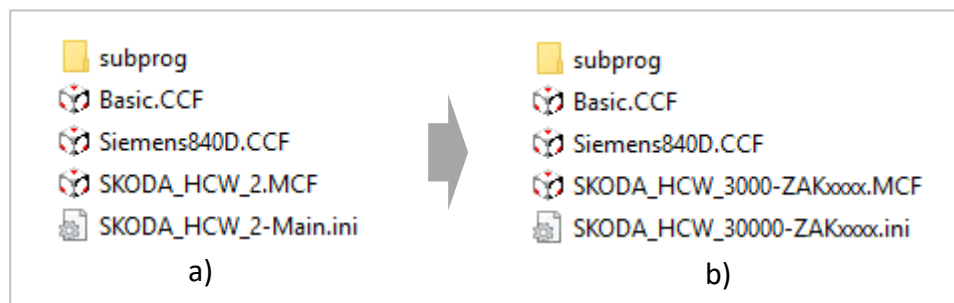 subprog
Basic.CCF
Siemens840D.CCF
SKODA_HCW_2.MCF
SKODA_HCW_2-Main.ini
a)
subprog
Basic.CCF
Siemens840D.CCF
SKODA_HCW_3000-ZAKxxxx.MCF
SKODA_HCW_30000-ZAKxxxx.ini
b)